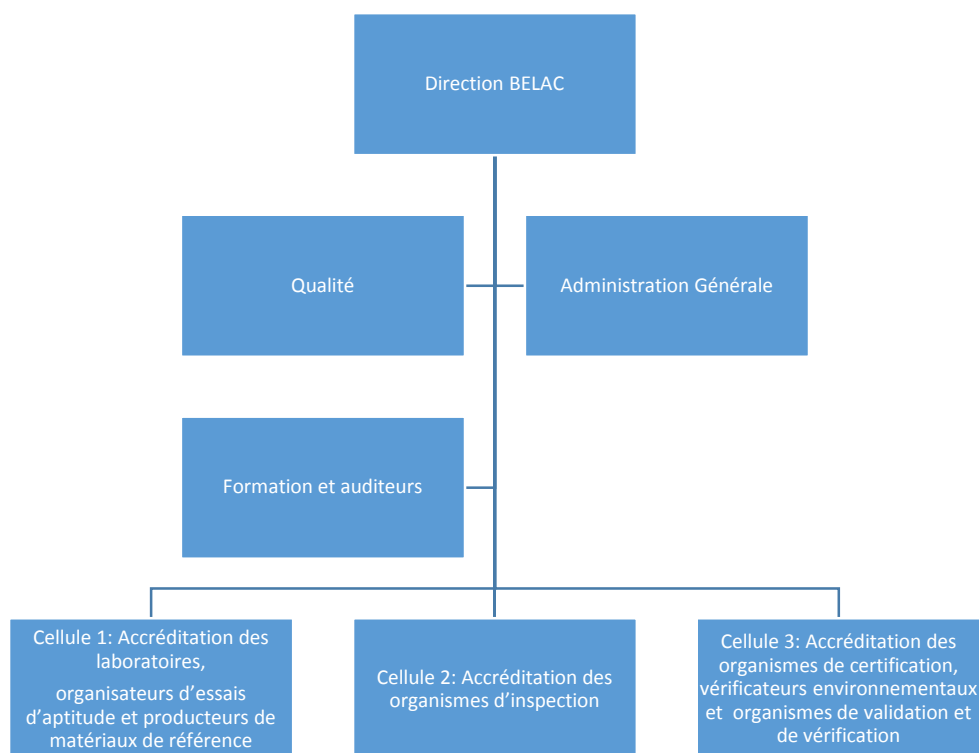 Direction BELAC
Qualité
Administration Générale
Formation et auditeurs
Cellule 1: Accréditation des
laboratoires,
organisateurs d’essais
d’aptitude et producteurs de
matériaux de référence
Cellule 2: Accréditation des
organismes d’inspection
Cellule 3: Accréditation des
organismes de certification,
vérificateurs environnementaux
et organismes de validation et
de vérification